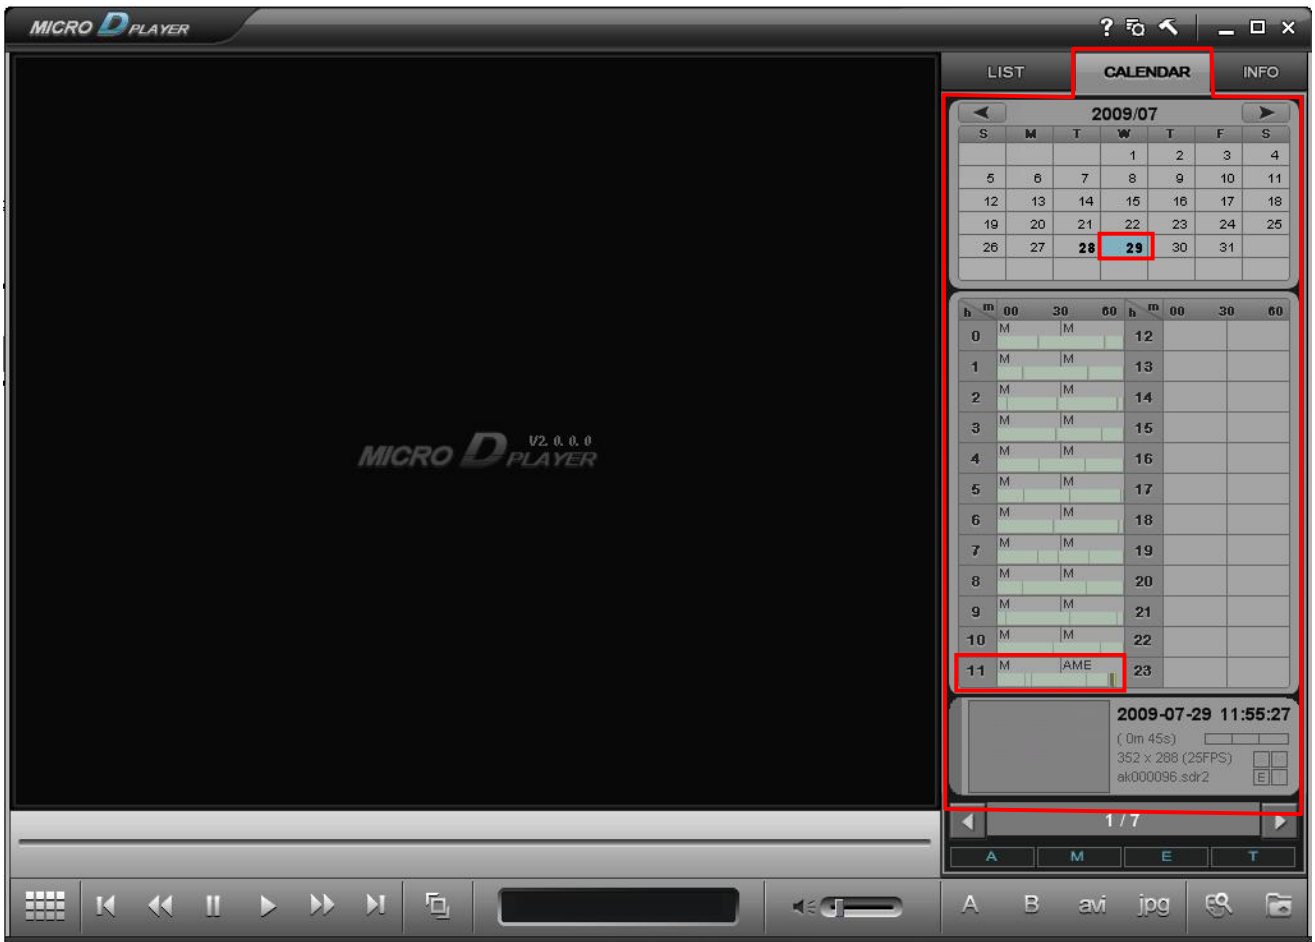 MICRO D PLAYER
?
LIST CALENDAR INFO
2009/07
S M T W T F S
1 2 3 4
5 6 7 8 9 10 11
12 13 14 15 16 17 18
19 20 21 22 23 24 25
26 27 28 29 30 31
h m 00 30 60 h m 00 30 60
0 M M 12
1 M M 13
2 M M 14
3 M M 15
4 M M 16
5 M M 17
6 M M 18
7 M M 19
8 M M 20
9 M M 21
10 M M 22
11 M AME 23
MICRO D PLAYER V2.0.0.0
2009-07-29 11:55:27
( 0m 45s)
352 x 288 (25FPS)
ak000096.sdr2 E
1 / 7
A M E T
A B avi jpg